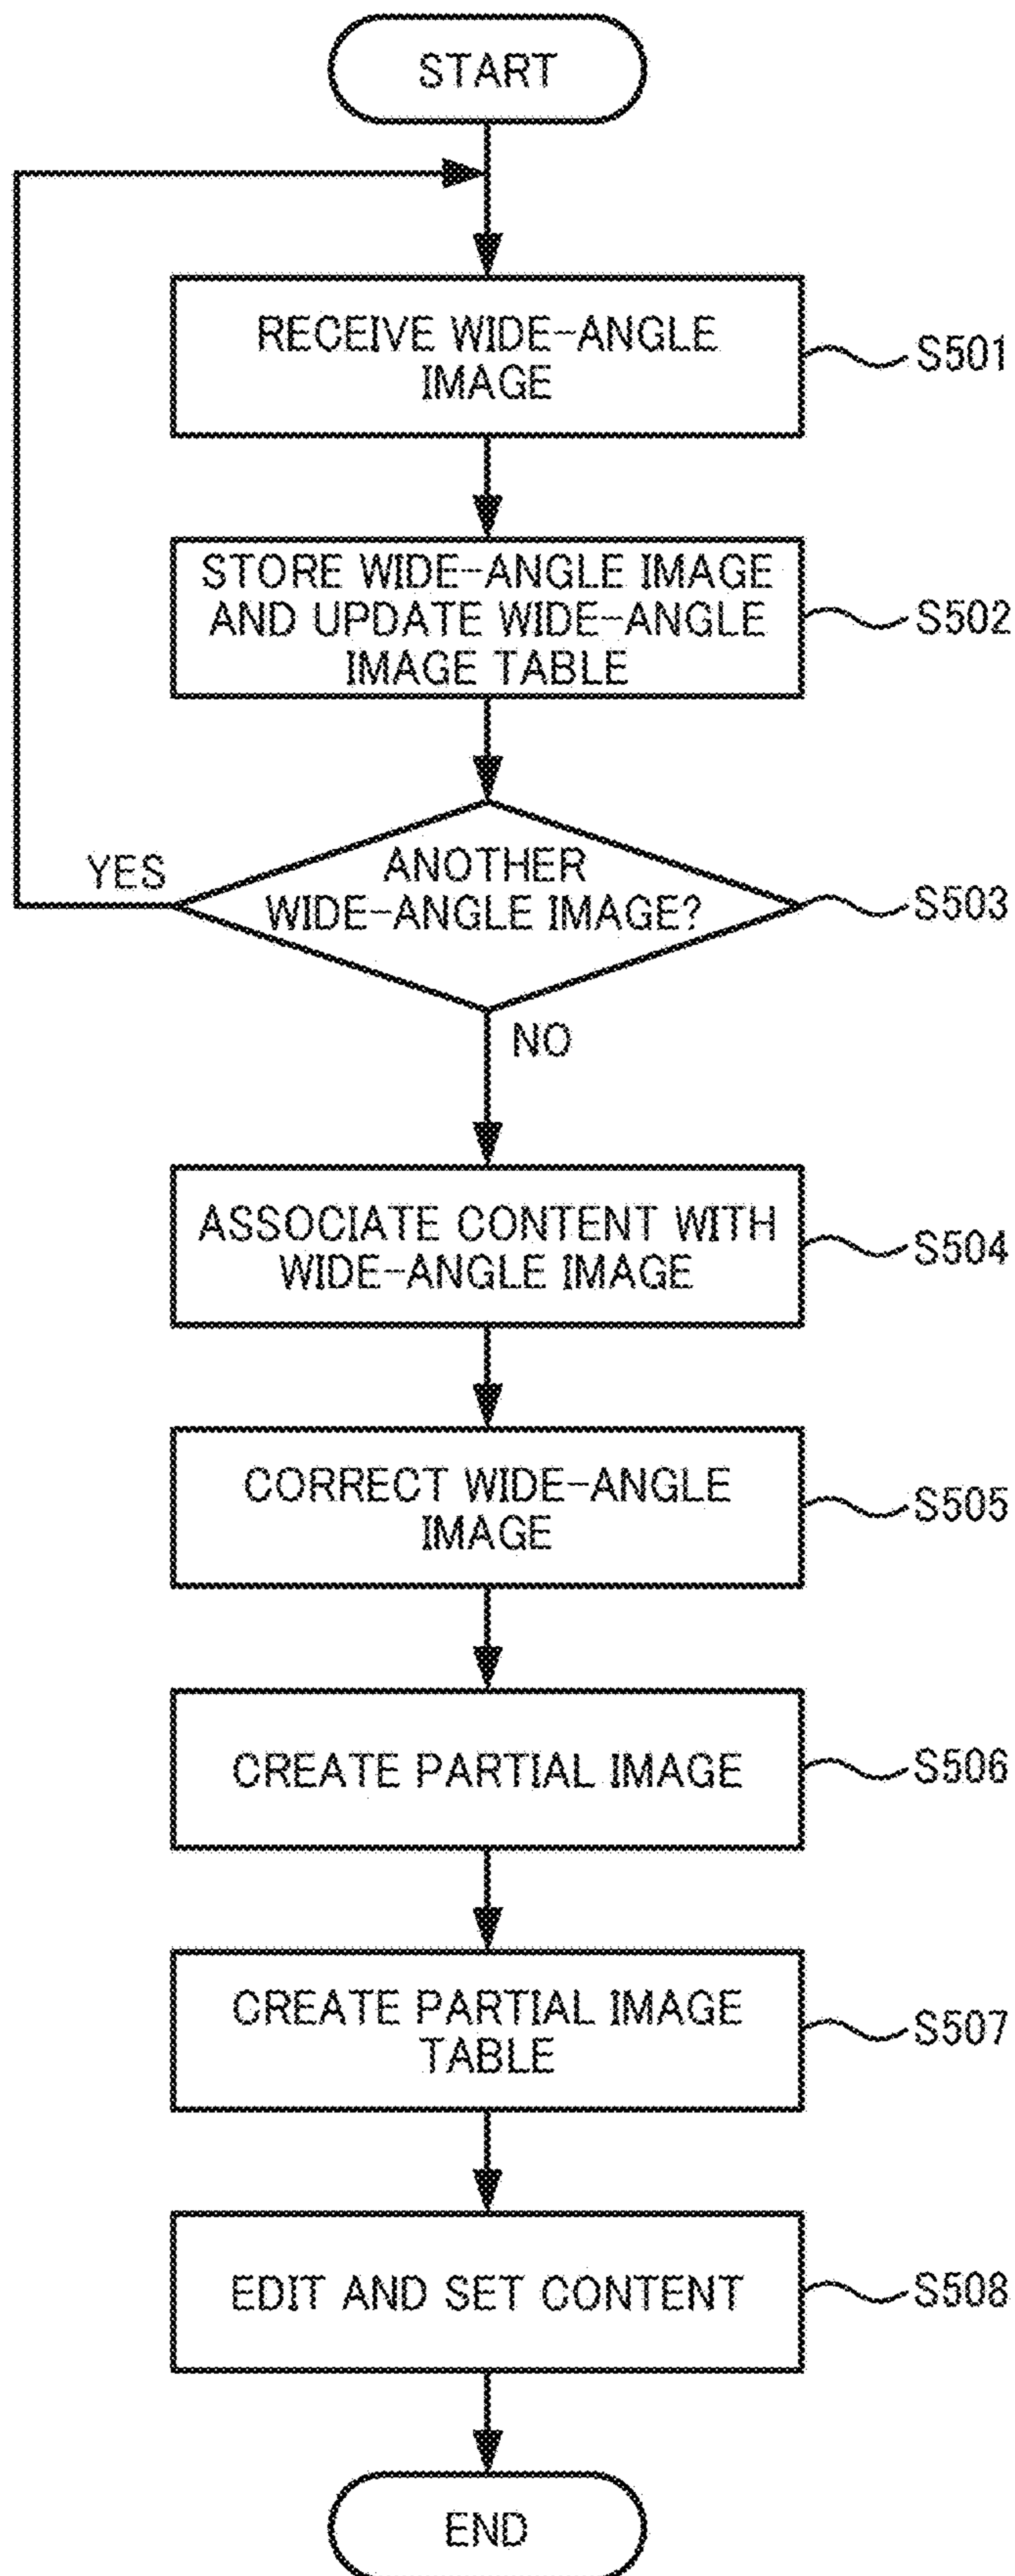 START
RECEIVE WIDE-ANGLE
IMAGE
S501
STORE WIDE-ANGLE IMAGE
AND UPDATE WIDE-ANGLE
IMAGE TABLE
S502
YES
ANOTHER
WIDE-ANGLE IMAGE?
S503
NO
ASSOCIATE CONTENT WITH
WIDE-ANGLE IMAGE
S504
CORRECT WIDE-ANGLE
IMAGE
S505
CREATE PARTIAL IMAGE
S506
CREATE PARTIAL IMAGE
TABLE
S507
EDIT AND SET CONTENT
S508
END